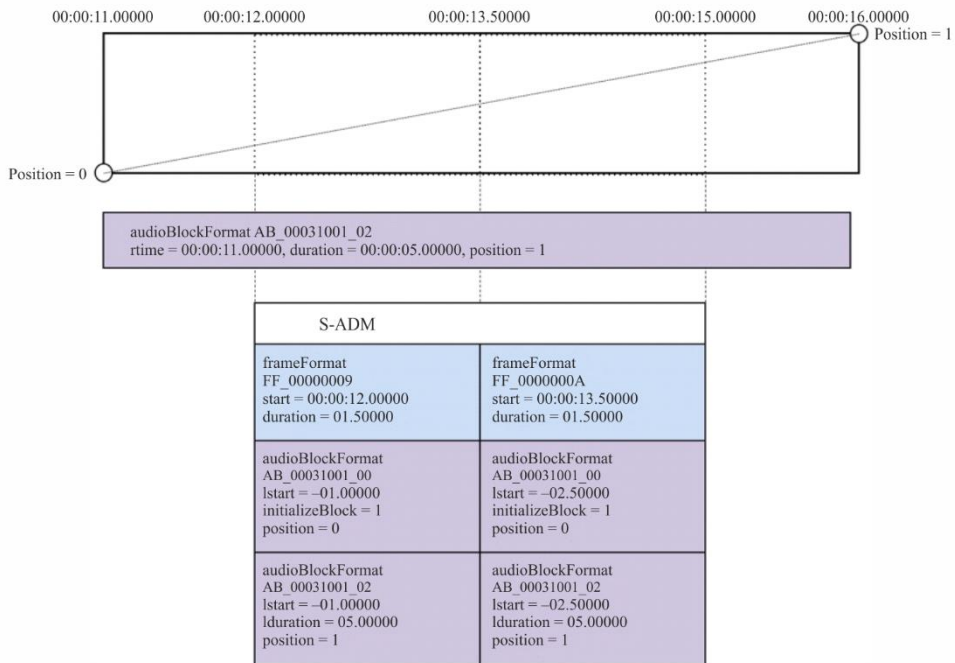 00:00:11.00000 00:00:12.00000 00:00:13.50000 00:00:15.00000 00:00:16.00000
Position = 1
Position = 0
audioBlockFormat AB_00031001_02
rtime = 00:00:11.00000, duration = 00:00:05.00000, position = 1
S-ADM
frameFormat
FF_00000009
start = 00:00:12.00000
duration = 01.50000
frameFormat
FF_0000000A
start = 00:00:13.50000
duration = 01.50000
audioBlockFormat
AB_00031001_00
lstart = –01.00000
initializeBlock = 1
position = 0
audioBlockFormat
AB_00031001_00
lstart = –02.50000
initializeBlock = 1
position = 0
audioBlockFormat
AB_00031001_02
lstart = –01.00000
lduration = 05.00000
position = 1
audioBlockFormat
AB_00031001_02
lstart = –02.50000
lduration = 05.00000
position = 1